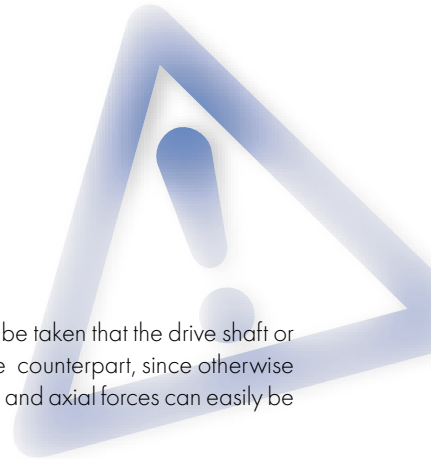 be taken that the drive shaft or
counterpart, since otherwise
and axial forces can easily be